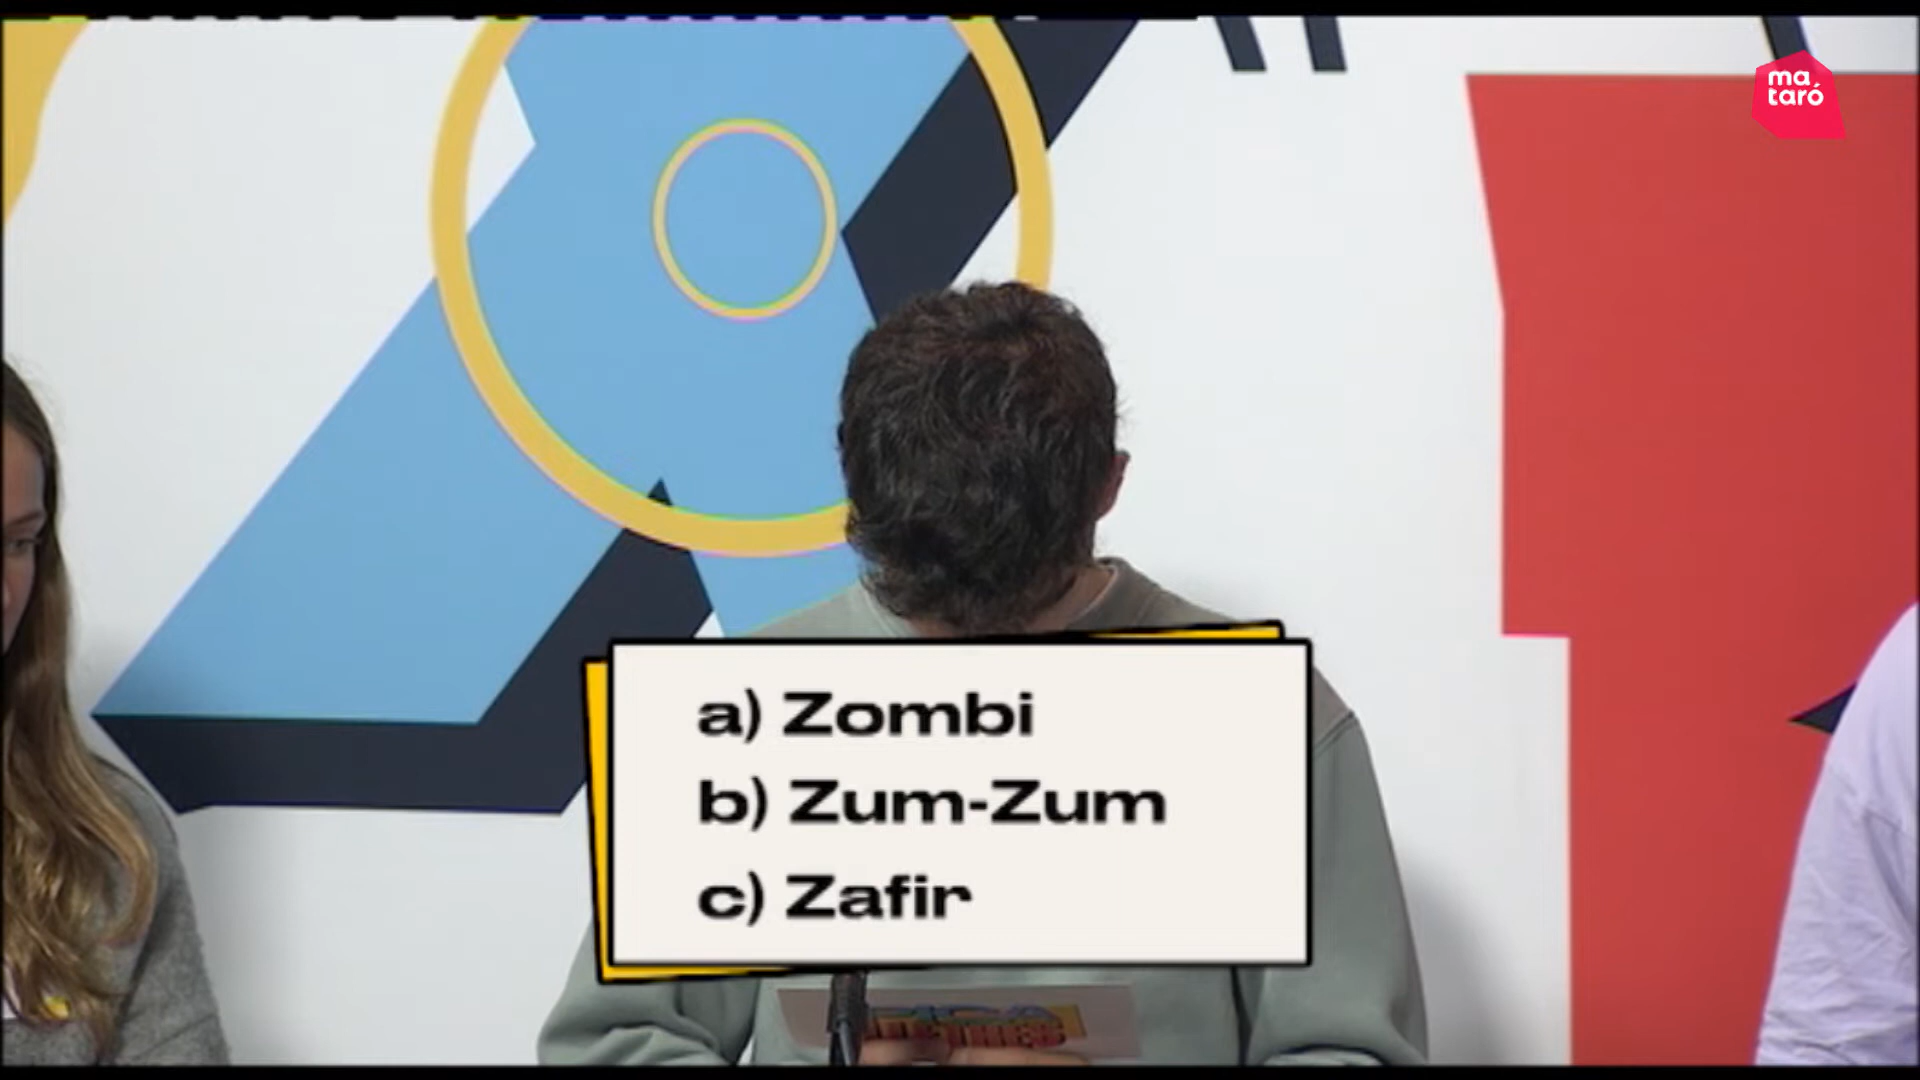 ma
taró
a) Zombi
b) Zum-Zum
c) Zafir